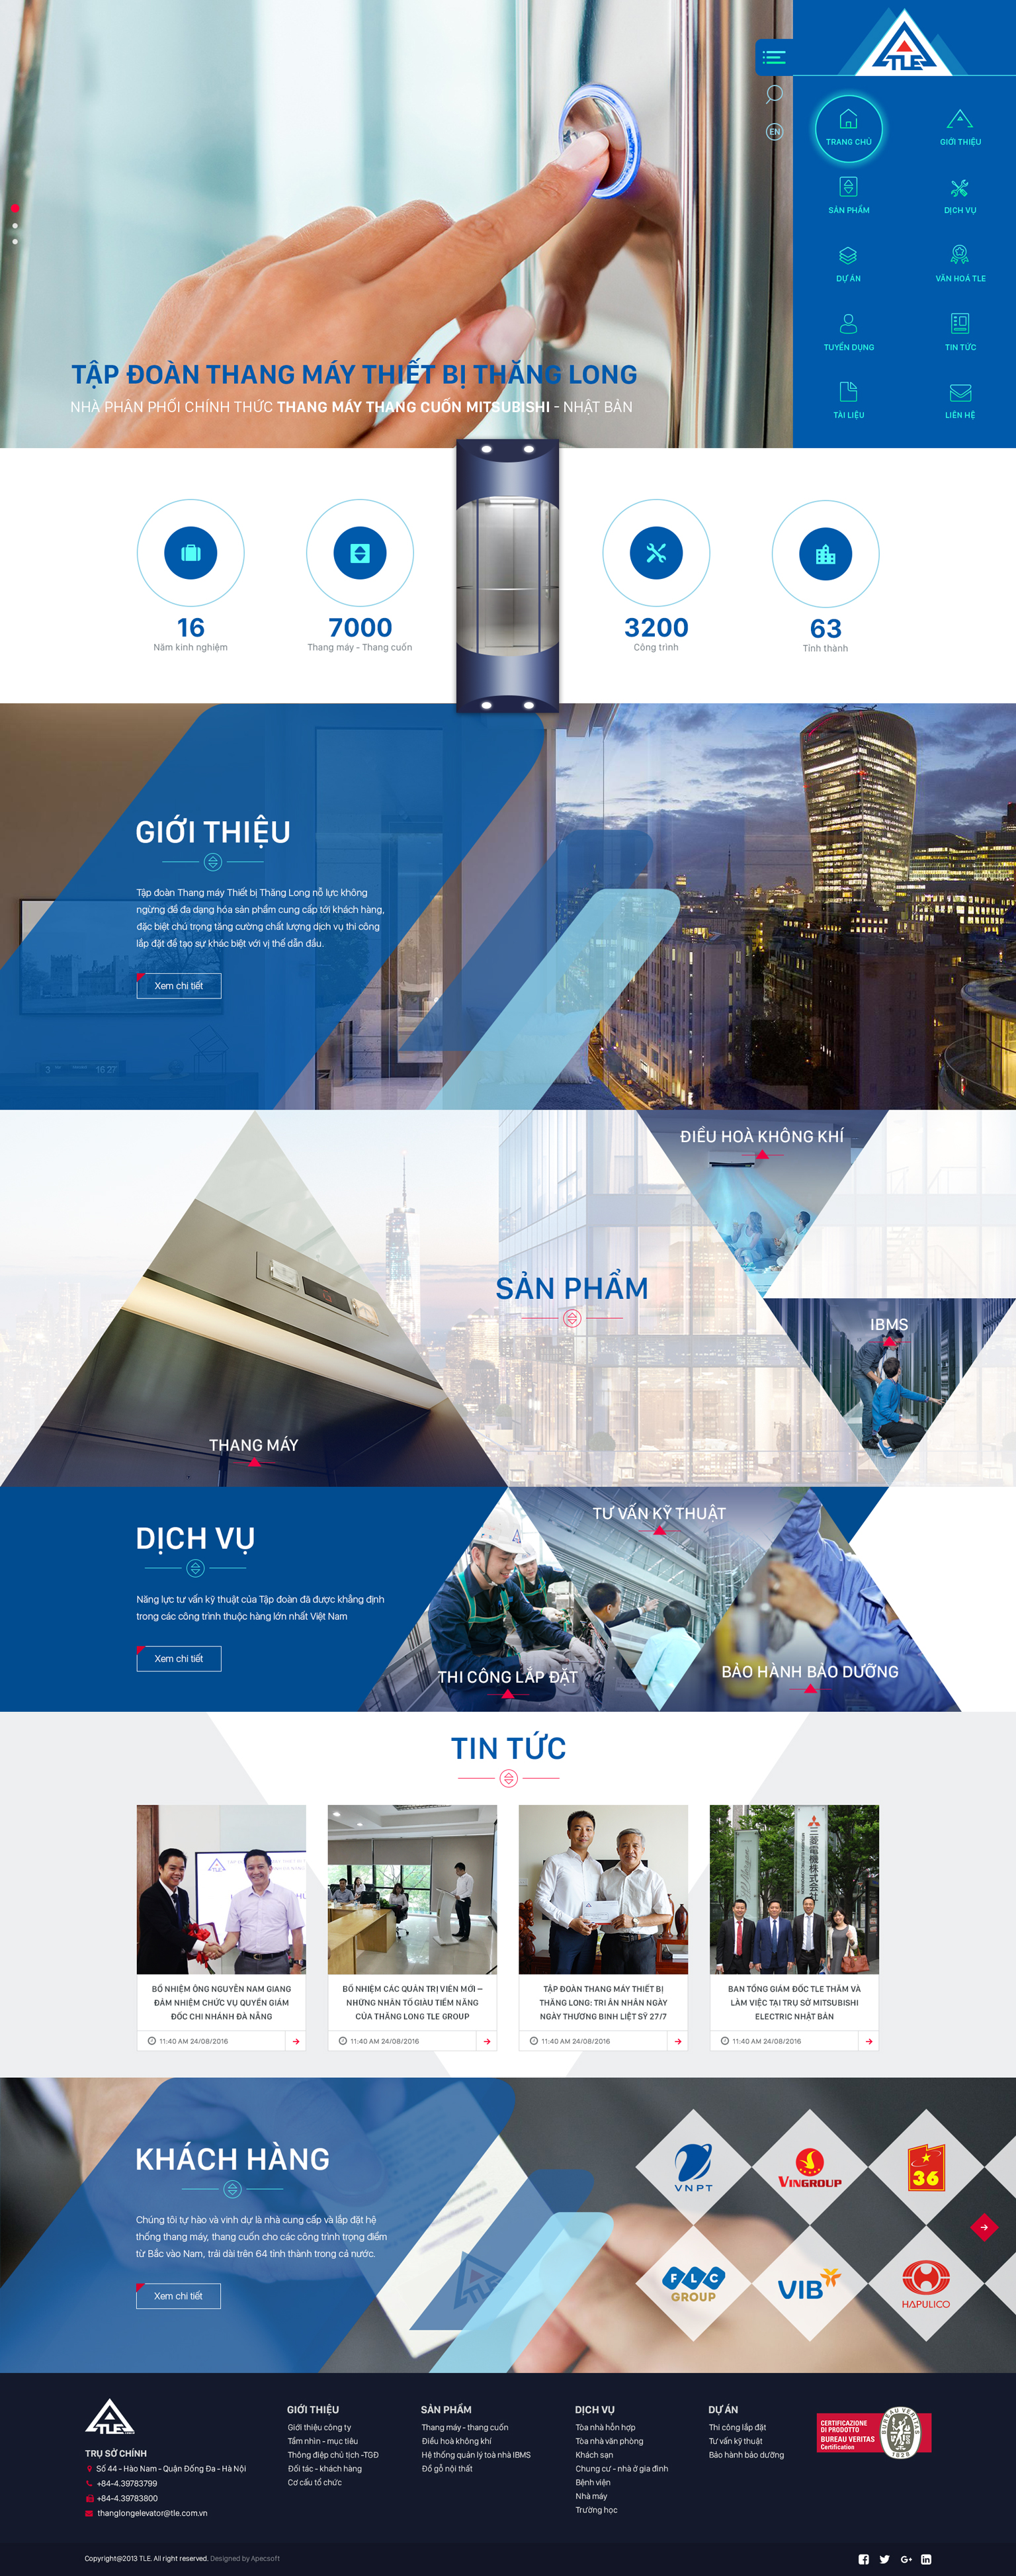 TLE
EN
TRANG CHỦ
GIỚI THIỆU
SẢN PHẨM
DỊCH VỤ
DỰ ÁN
VĂN HOÁ TLE
TUYỂN DỤNG
TIN TỨC
TÀI LIỆU
LIÊN HỆ
TẬP ĐOÀN THANG MÁY THIẾT BỊ THĂNG LONG
NHÀ PHÂN PHỐI CHÍNH THỨC THANG MÁY THANG CUỐN MITSUBISHI - NHẬT BẢN
16
Năm kinh nghiệm
7000
Thang máy - Thang cuốn
3200
Công trình
63
Tỉnh thành
GIỚI THIỆU
Tập đoàn Thang máy Thiết bị Thăng Long nỗ lực không
ngừng để đa dạng hóa sản phẩm cung cấp tới khách hàng,
đặc biệt chú trọng tăng cường chất lượng dịch vụ thi công
lắp đặt để tạo sự khác biệt với vị thế dẫn đầu.
Xem chi tiết
ĐIỀU HOÀ KHÔNG KHÍ
SẢN PHẨM
IBMS
THANG MÁY
DỊCH VỤ
Năng lực tư vấn kỹ thuật của Tập đoàn đã được khẳng định
trong các công trình thuộc hàng lớn nhất Việt Nam
Xem chi tiết
TƯ VẤN KỸ THUẬT
THI CÔNG LẮP ĐẶT
BẢO HÀNH BẢO DƯỠNG
TIN TỨC
TLE
三菱電機株式会社
BỔ NHIỆM ÔNG NGUYỄN NAM GIANG
ĐẢM NHIỆM CHỨC VỤ QUYỀN GIÁM
ĐỐC CHI NHÁNH ĐÀ NẴNG
11:40 AM 24/08/2016
BỔ NHIỆM CÁC QUẢN TRỊ VIÊN MỚI –
NHỮNG NHÂN TỐ GIÀU TIỀM NĂNG
CỦA THĂNG LONG TLE GROUP
11:40 AM 24/08/2016
TẬP ĐOÀN THANG MÁY THIẾT BỊ
THĂNG LONG: TRI ÂN NHÂN NGÀY
NGÀY THƯƠNG BINH LIỆT SỸ 27/7
11:40 AM 24/08/2016
BAN TỔNG GIÁM ĐỐC TLE THĂM VÀ
LÀM VIỆC TẠI TRỤ SỞ MITSUBISHI
ELECTRIC NHẬT BẢN
11:40 AM 24/08/2016
KHÁCH HÀNG
Chúng tôi tự hào và vinh dự là nhà cung cấp và lắp đặt hệ
thống thang máy, thang cuốn cho các công trình trọng điểm
từ Bắc vào Nam, trải dài trên 64 tỉnh thành trong cả nước.
Xem chi tiết
VNPT
VINGROUP
36
FLC
GROUP
VIB
HAPULICO
TLE
TRỤ SỞ CHÍNH
Số 44 - Hào Nam - Quận Đống Đa - Hà Nội
+84-4.39783799
+84-4.39783800
thanglongelevator@tle.com.vn
GIỚI THIỆU
Giới thiệu công ty
Tầm nhìn - mục tiêu
Thông điệp chủ tịch -TGĐ
Đối tác - khách hàng
Cơ cấu tổ chức
SẢN PHẨM
Thang máy - thang cuốn
Điều hoà không khí
Hệ thống quản lý toà nhà IBMS
Đồ gỗ nội thất
DỊCH VỤ
Tòa nhà hỗn hợp
Tòa nhà văn phòng
Khách sạn
Chung cư - nhà ở gia đình
Bệnh viện
Nhà máy
Trường học
DỰ ÁN
Thi công lắp đặt
Tư vấn kỹ thuật
Bảo hành bảo dưỡng
CERTIFICAZIONE
DI PRODOTTO
BUREAU VERITAS
Certification
BUREAU VERITAS
1828
Copyright@2013 TLE. All right reserved. Designed by Apecsoft